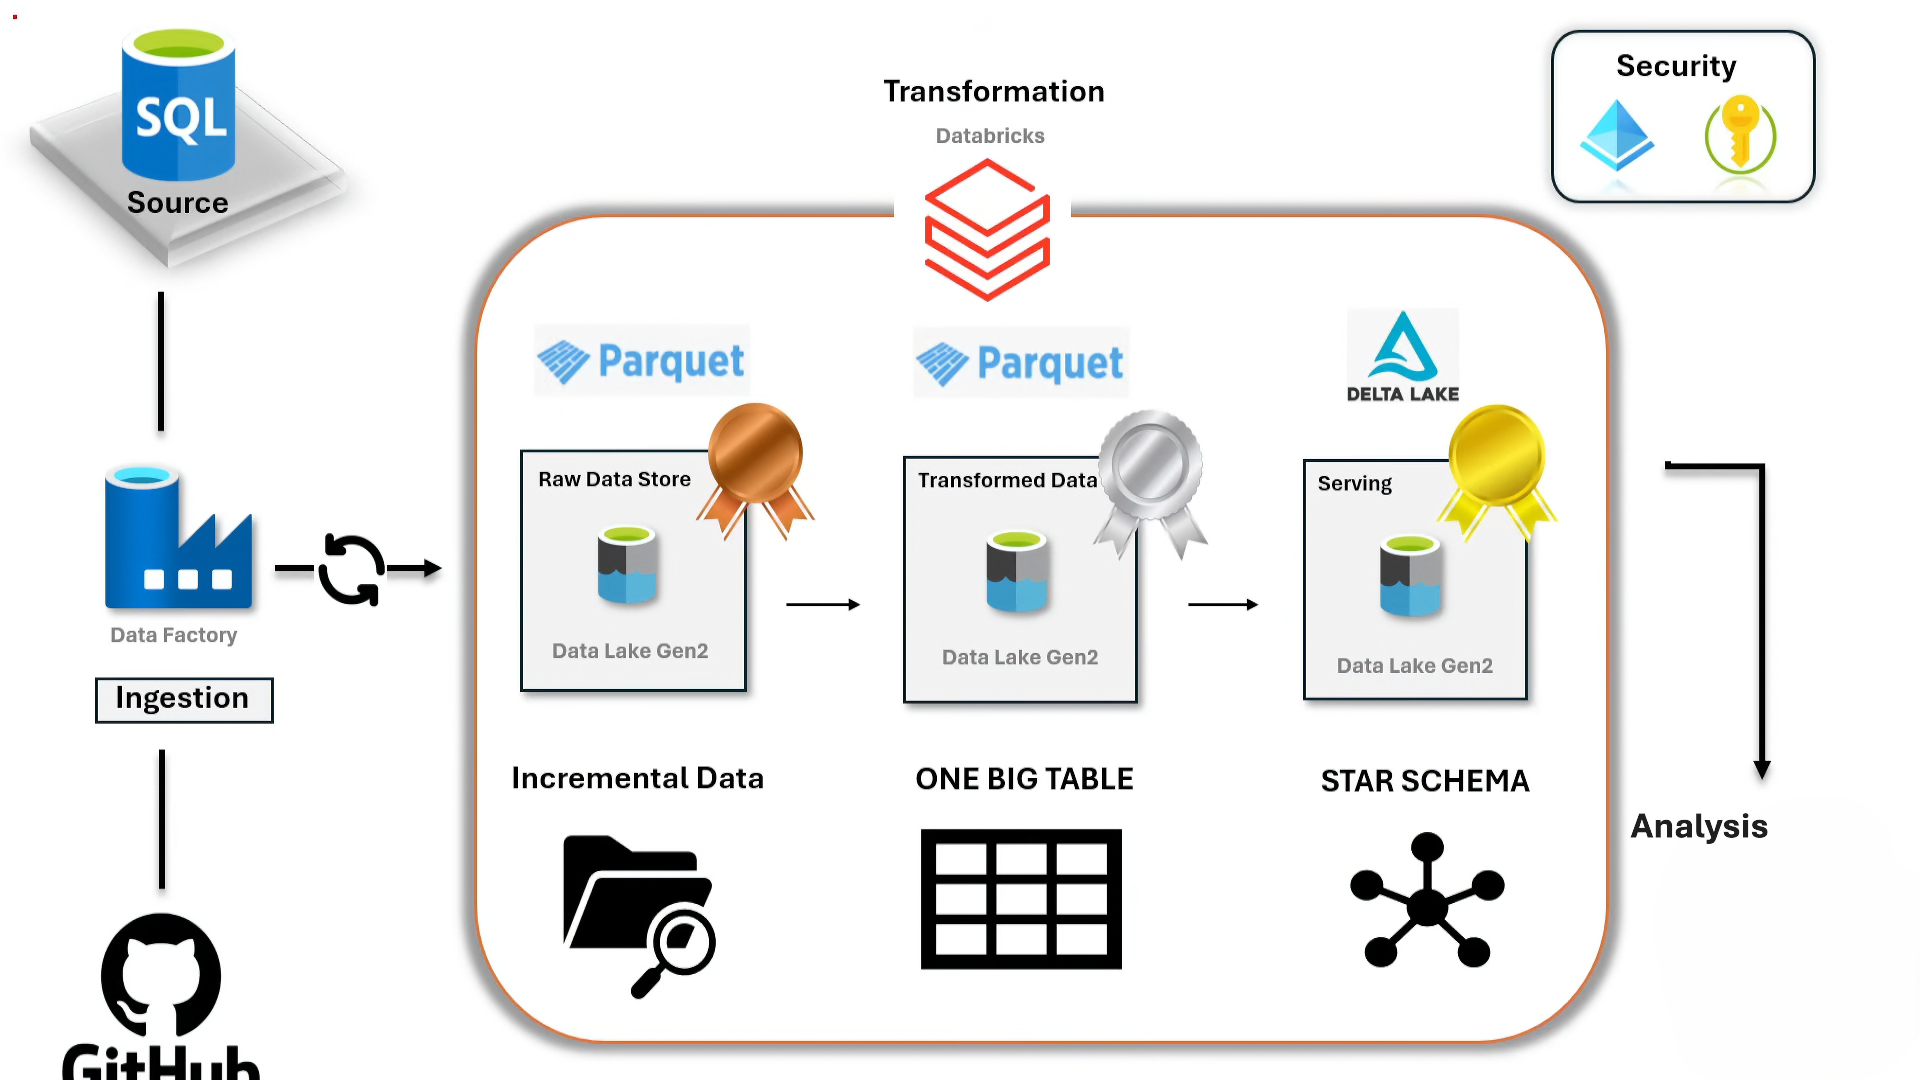 SQL
Source
Transformation
Databricks
Security
Parquet
Parquet
DELTA LAKE
Raw Data Store
Data Lake Gen2
Transformed Data
Data Lake Gen2
Serving
Data Lake Gen2
Data Factory
Ingestion
Incremental Data
ONE BIG TABLE
STAR SCHEMA
Analysis
GitHub